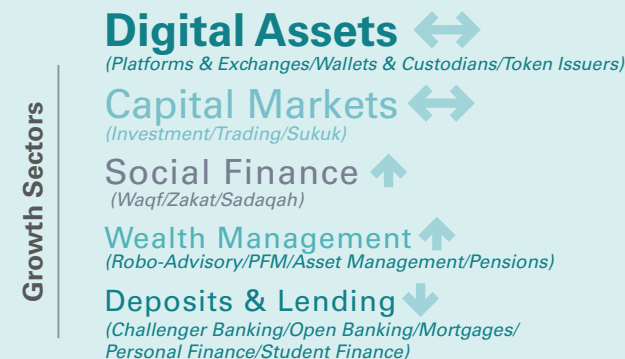 Growth Sectors
Digital Assets
(Platforms & Exchanges/Wallets & Custodians/Token Issuers)
Capital Markets
(Investment/Trading/Sukuk)
Social Finance
(Waqf/Zakat/Sadaqah)
Wealth Management
(Robo-Advisory/PFM/Asset Management/Pensions)
Deposits & Lending
(Challenger Banking/Open Banking/Mortgages/
Personal Finance/Student Finance)